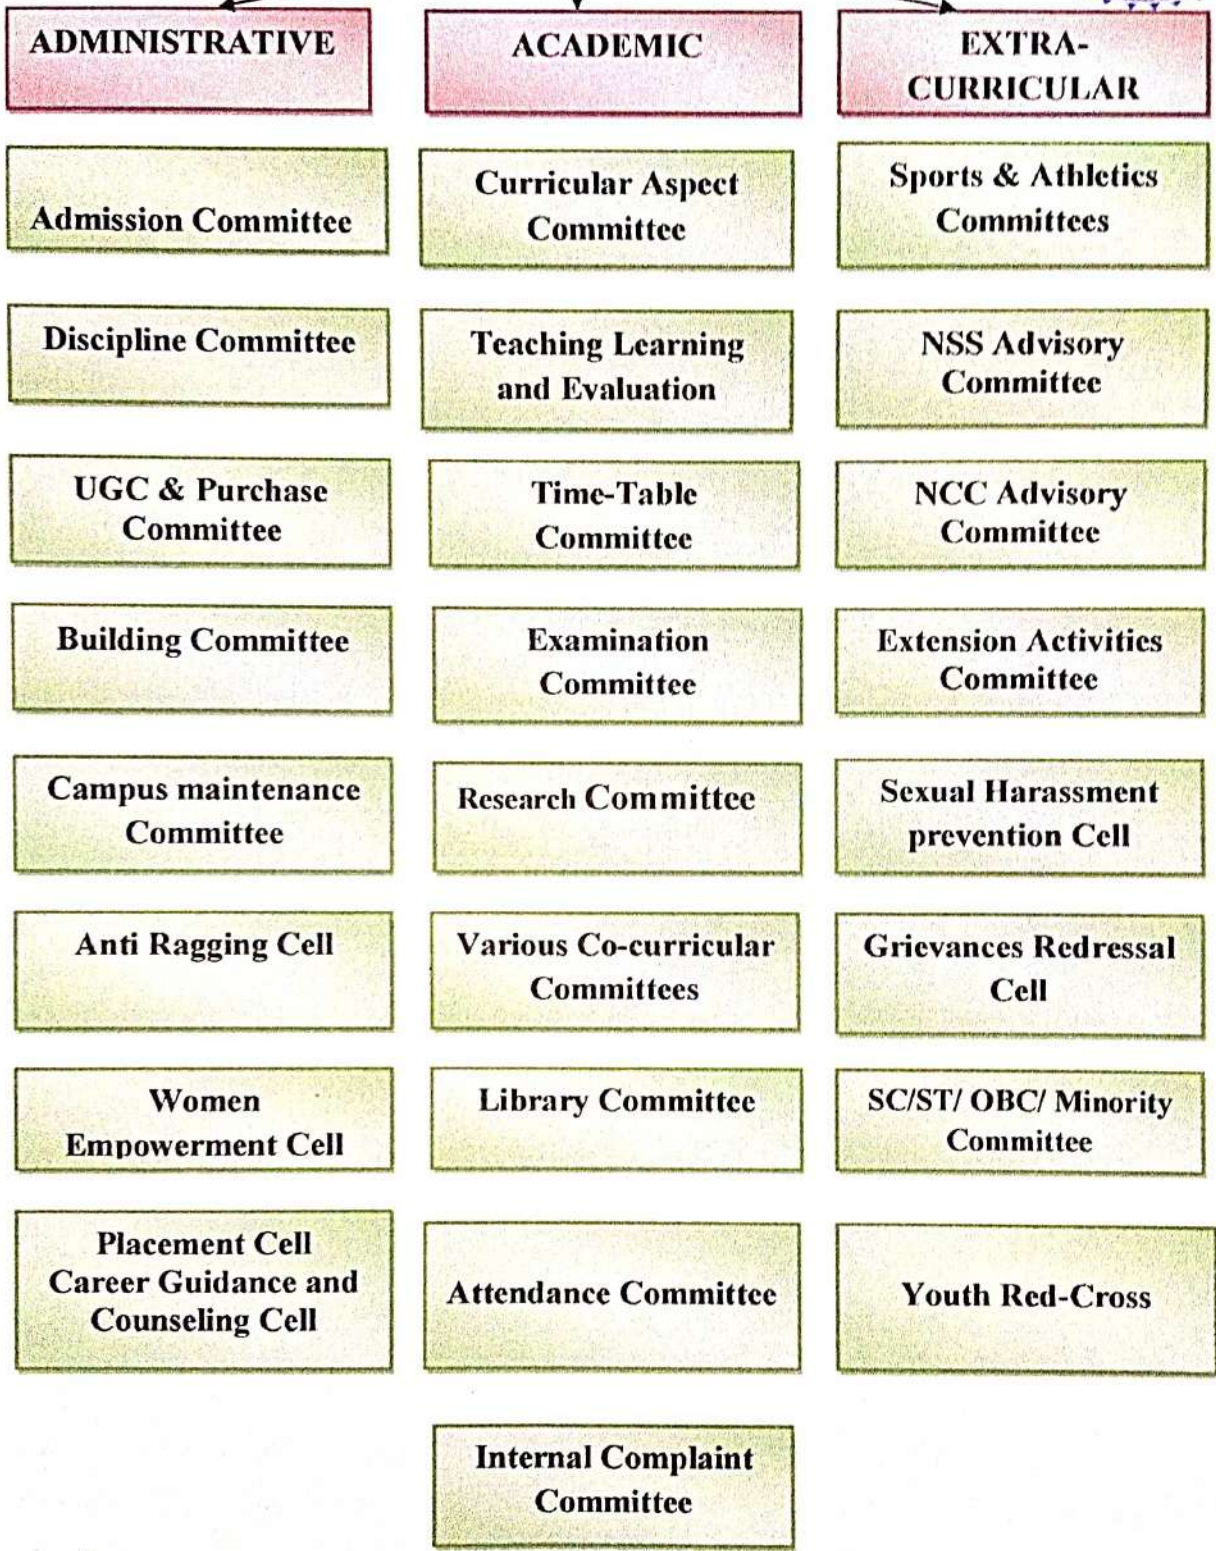 ADMINISTRATIVE
ACADEMIC
EXTRA-
CURRICULAR
Admission Committee
Curricular Aspect
Committee
Sports & Athletics
Committees
Discipline Committee
Teaching Learning
and Evaluation
NSS Advisory
Committee
UGC & Purchase
Committee
Time-Table
Committee
NCC Advisory
Committee
Building Committee
Examination
Committee
Extension Activities
Committee
Campus maintenance
Committee
Research Committee
Sexual Harassment
prevention Cell
Anti Ragging Cell
Various Co-curricular
Committees
Grievances Redressal
Cell
Women
Empowerment Cell
Library Committee
SC/ST/ OBC/ Minority
Committee
Placement Cell
Career Guidance and
Counseling Cell
Attendance Committee
Youth Red-Cross
Internal Complaint
Committee